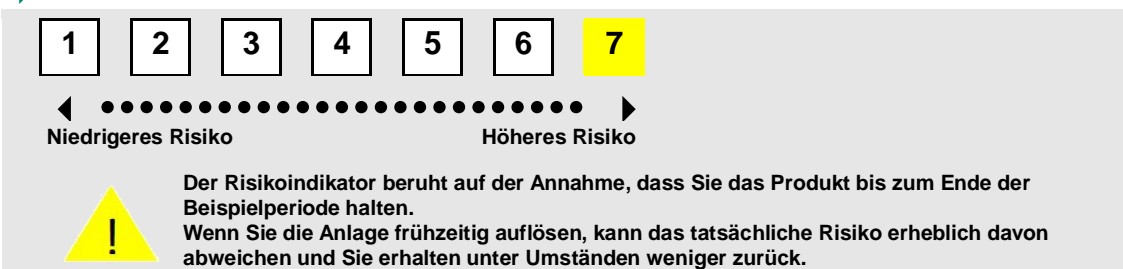 1 2 3 4 5 6 7
Niedrigeres Risiko Höheres Risiko
Der Risikoindikator beruht auf der Annahme, dass Sie das Produkt bis zum Ende der
Beispielperiode halten.
! Wenn Sie die Anlage frühzeitig auflösen, kann das tatsächliche Risiko erheblich davon
abweichen und Sie erhalten unter Umständen weniger zurück.